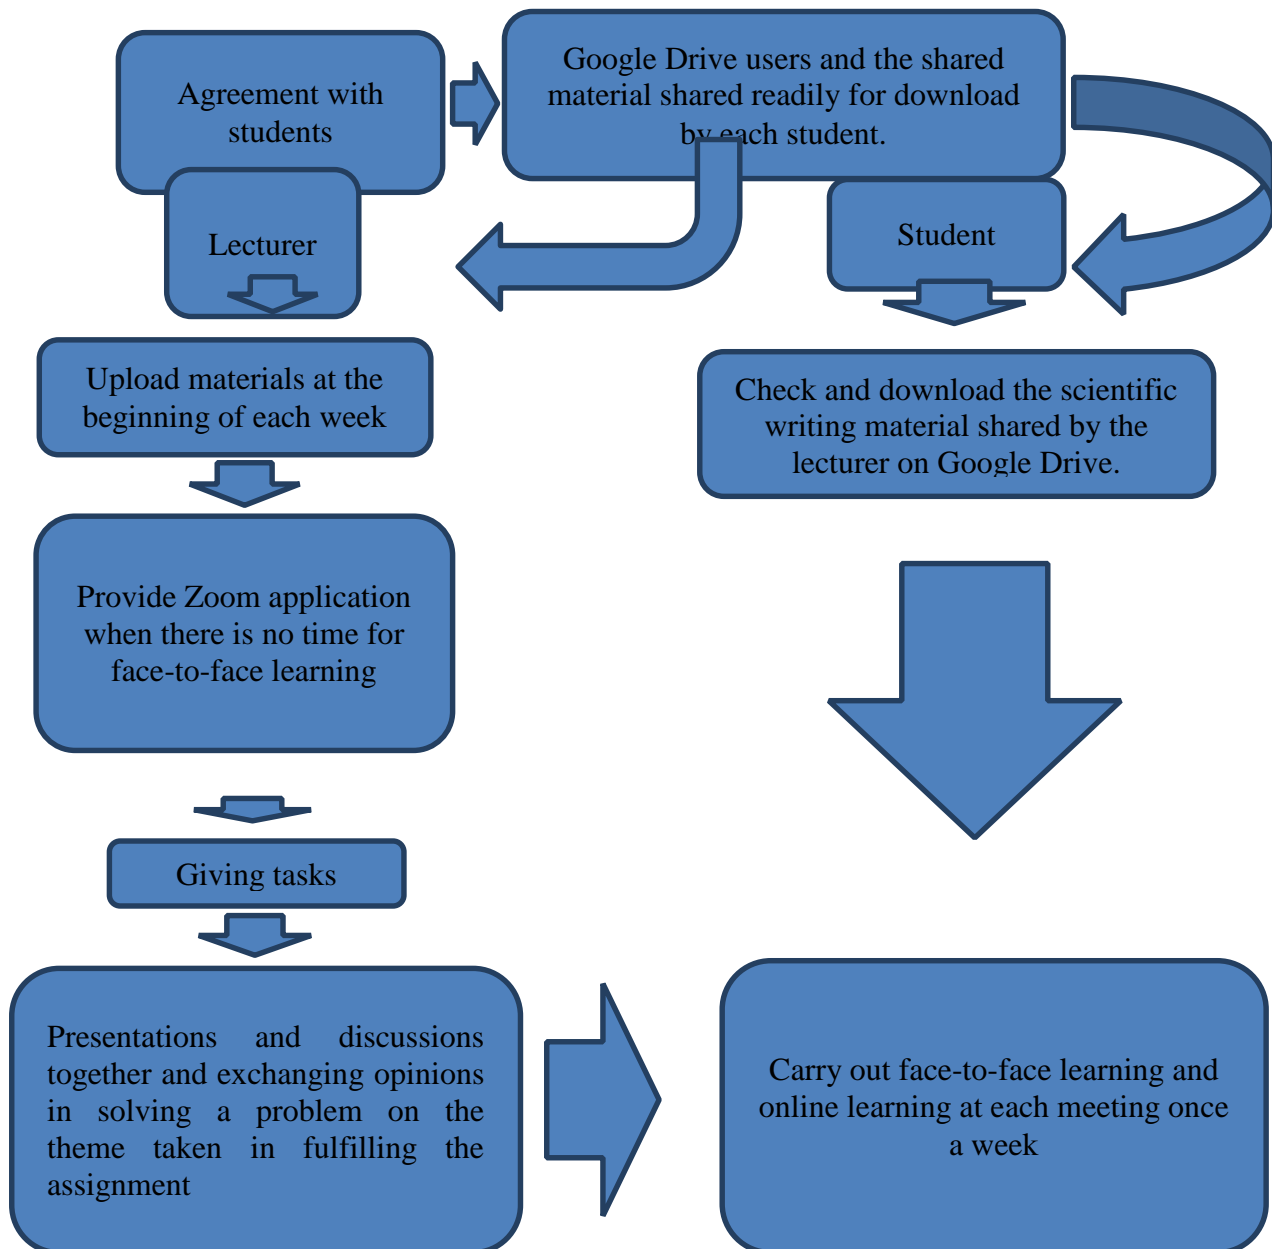 Agreement with
students
Google Drive users and the shared
material shared readily for download
by each student.
Lecturer
Student
Upload materials at the
beginning of each week
Check and download the scientific
writing material shared by the
lecturer on Google Drive.
Provide Zoom application
when there is no time for
face-to-face learning
Giving tasks
Presentations and discussions
together and exchanging opinions
in solving a problem on the
theme taken in fulfilling the
assignment
Carry out face-to-face learning and
online learning at each meeting once
a week